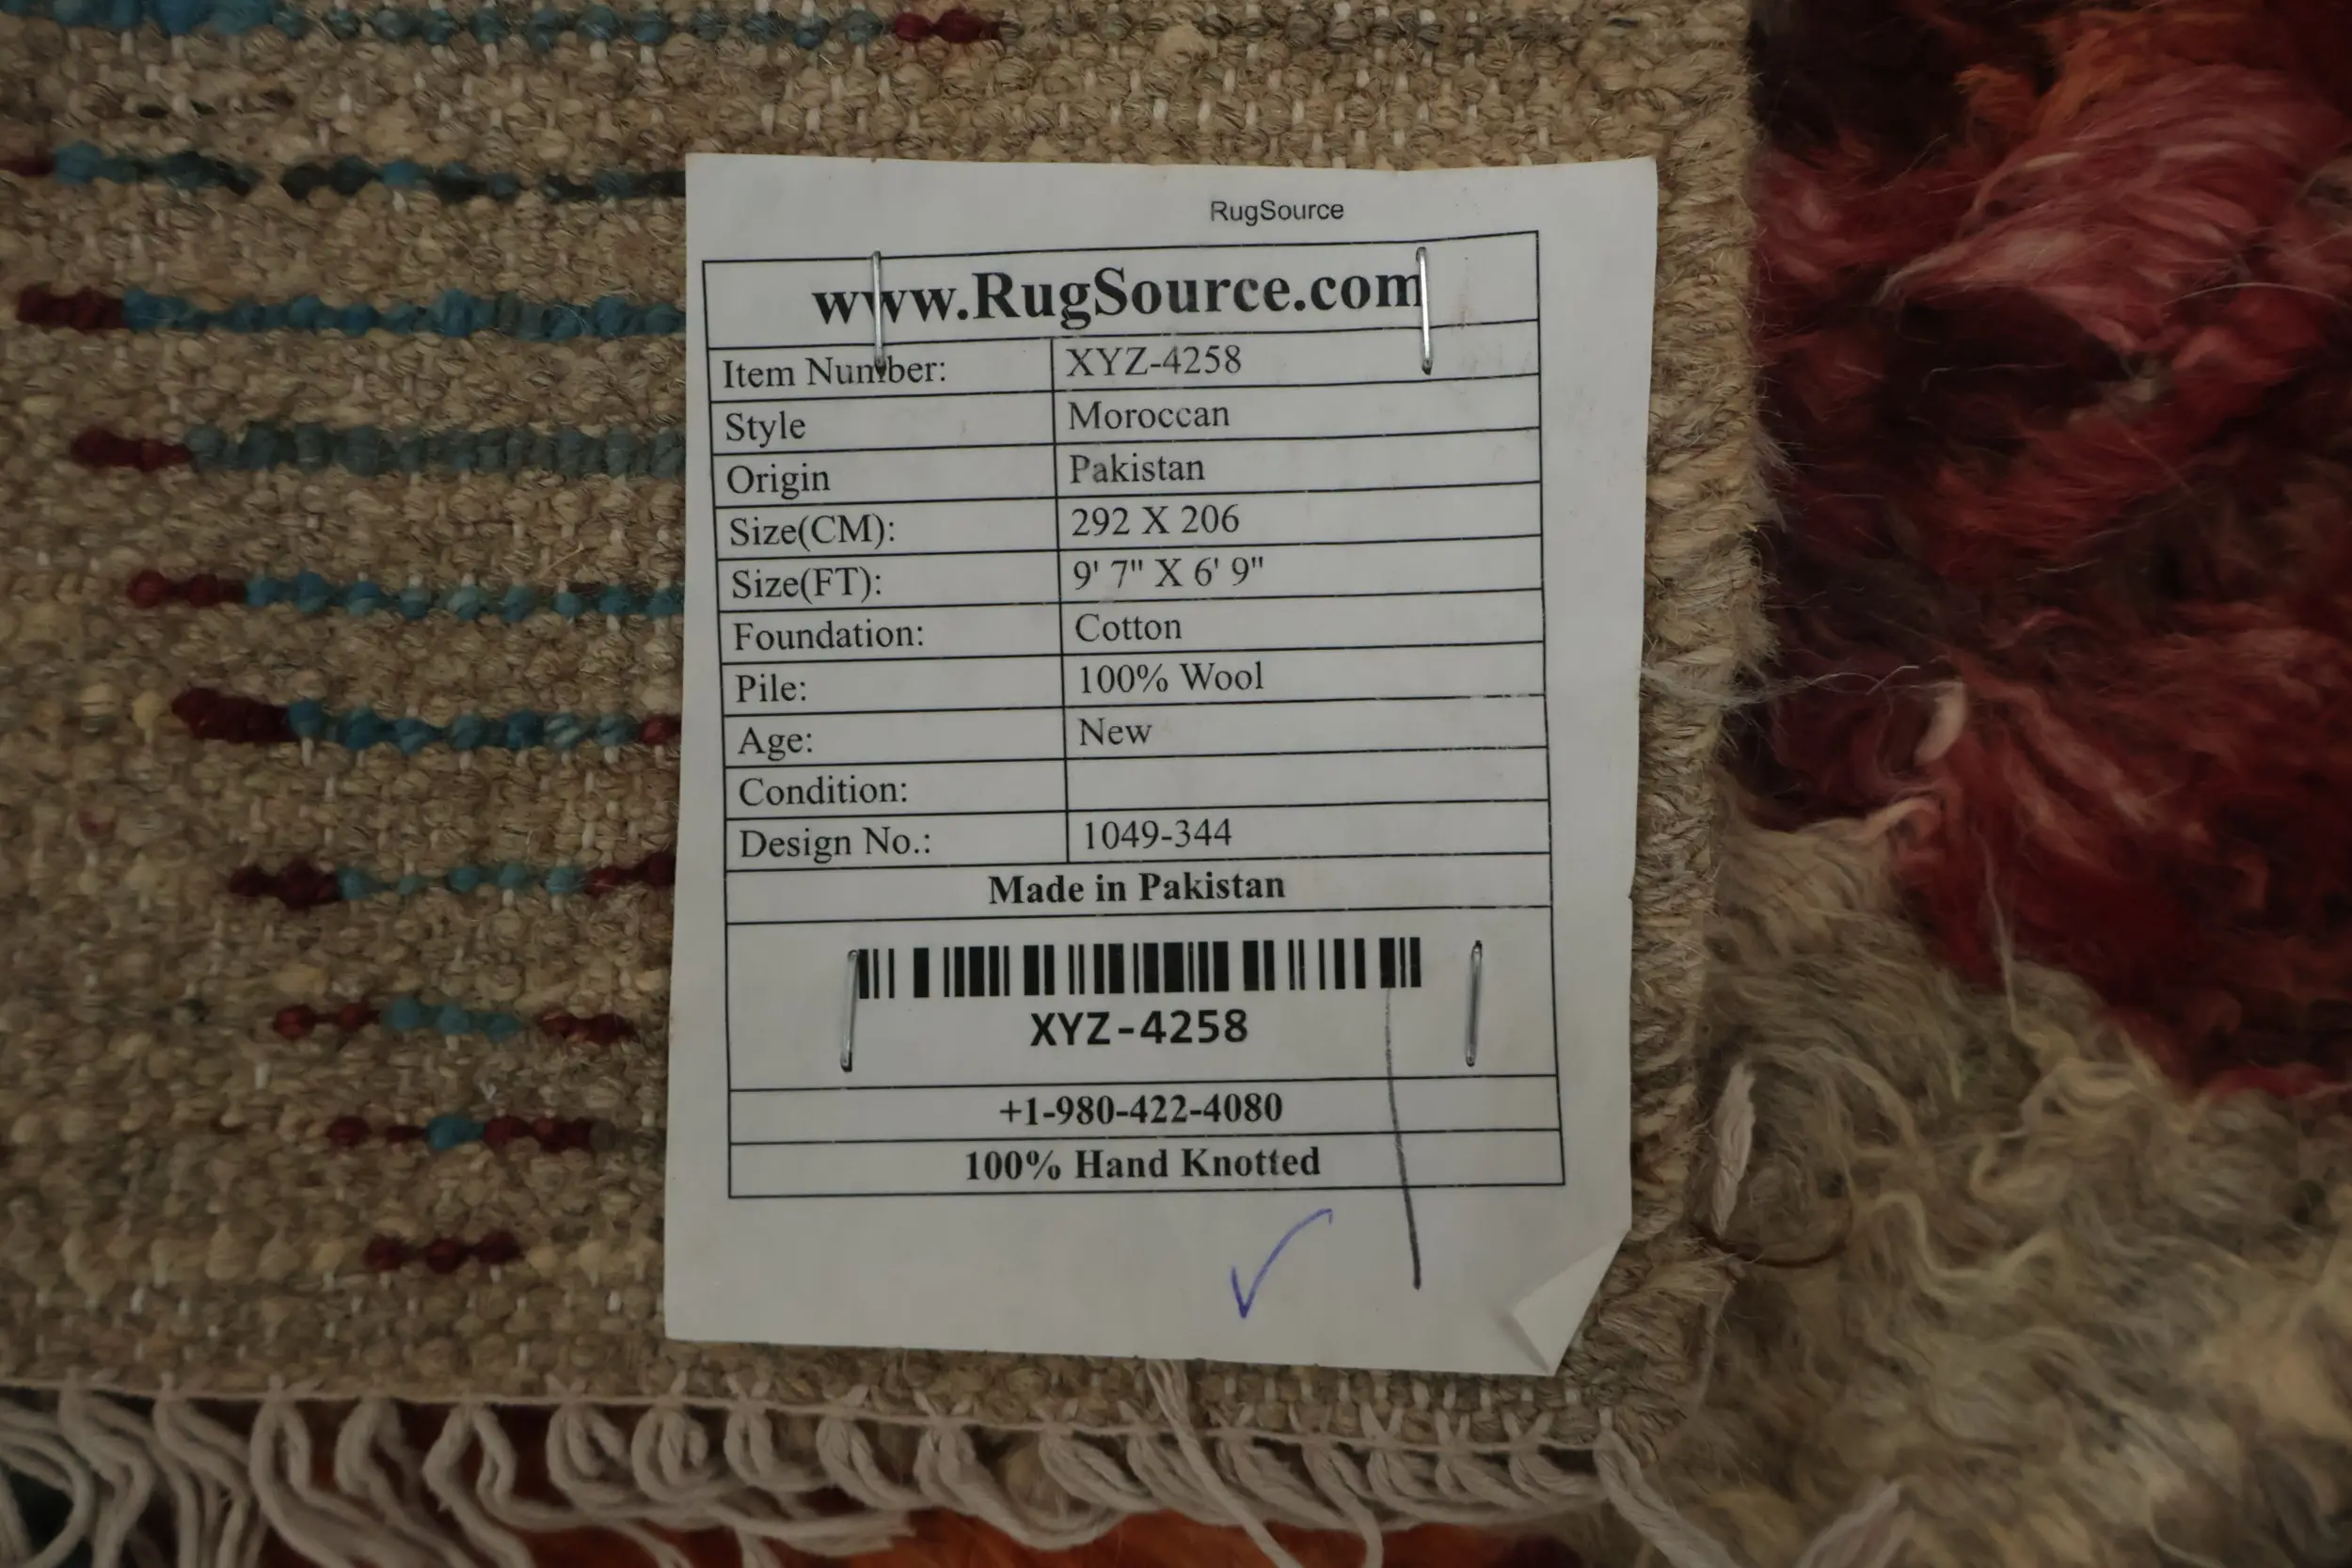 RugSource
www.RugSource.com
Item Number: XYZ-4258
Style Moroccan
Origin Pakistan
Size(CM): 292 X 206
Size(FT): 9' 7" X 6' 9"
Foundation: Cotton
Pile: 100% Wool
Age: New
Condition:
Design No.: 1049-344
Made in Pakistan
XYZ-4258
+1-980-422-4080
100% Hand Knotted